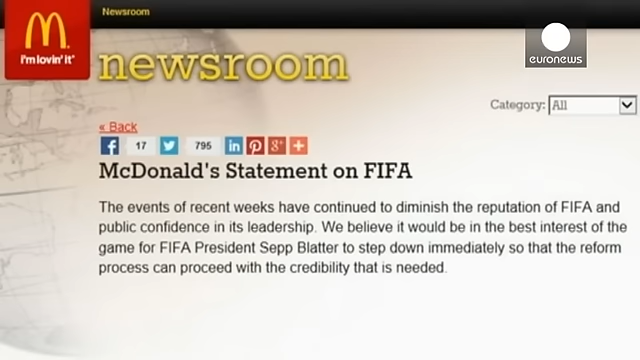 Newsroom
i'm lovin' it
newsroom
euronews
Category: All
« Back
17 795 in 8+ +
McDonald's Statement on FIFA
The events of recent weeks have continued to diminish the reputation of FIFA and
public confidence in its leadership. We believe it would be in the best interest of the
game for FIFA President Sepp Blatter to step down immediately so that the reform
process can proceed with the credibility that is needed.